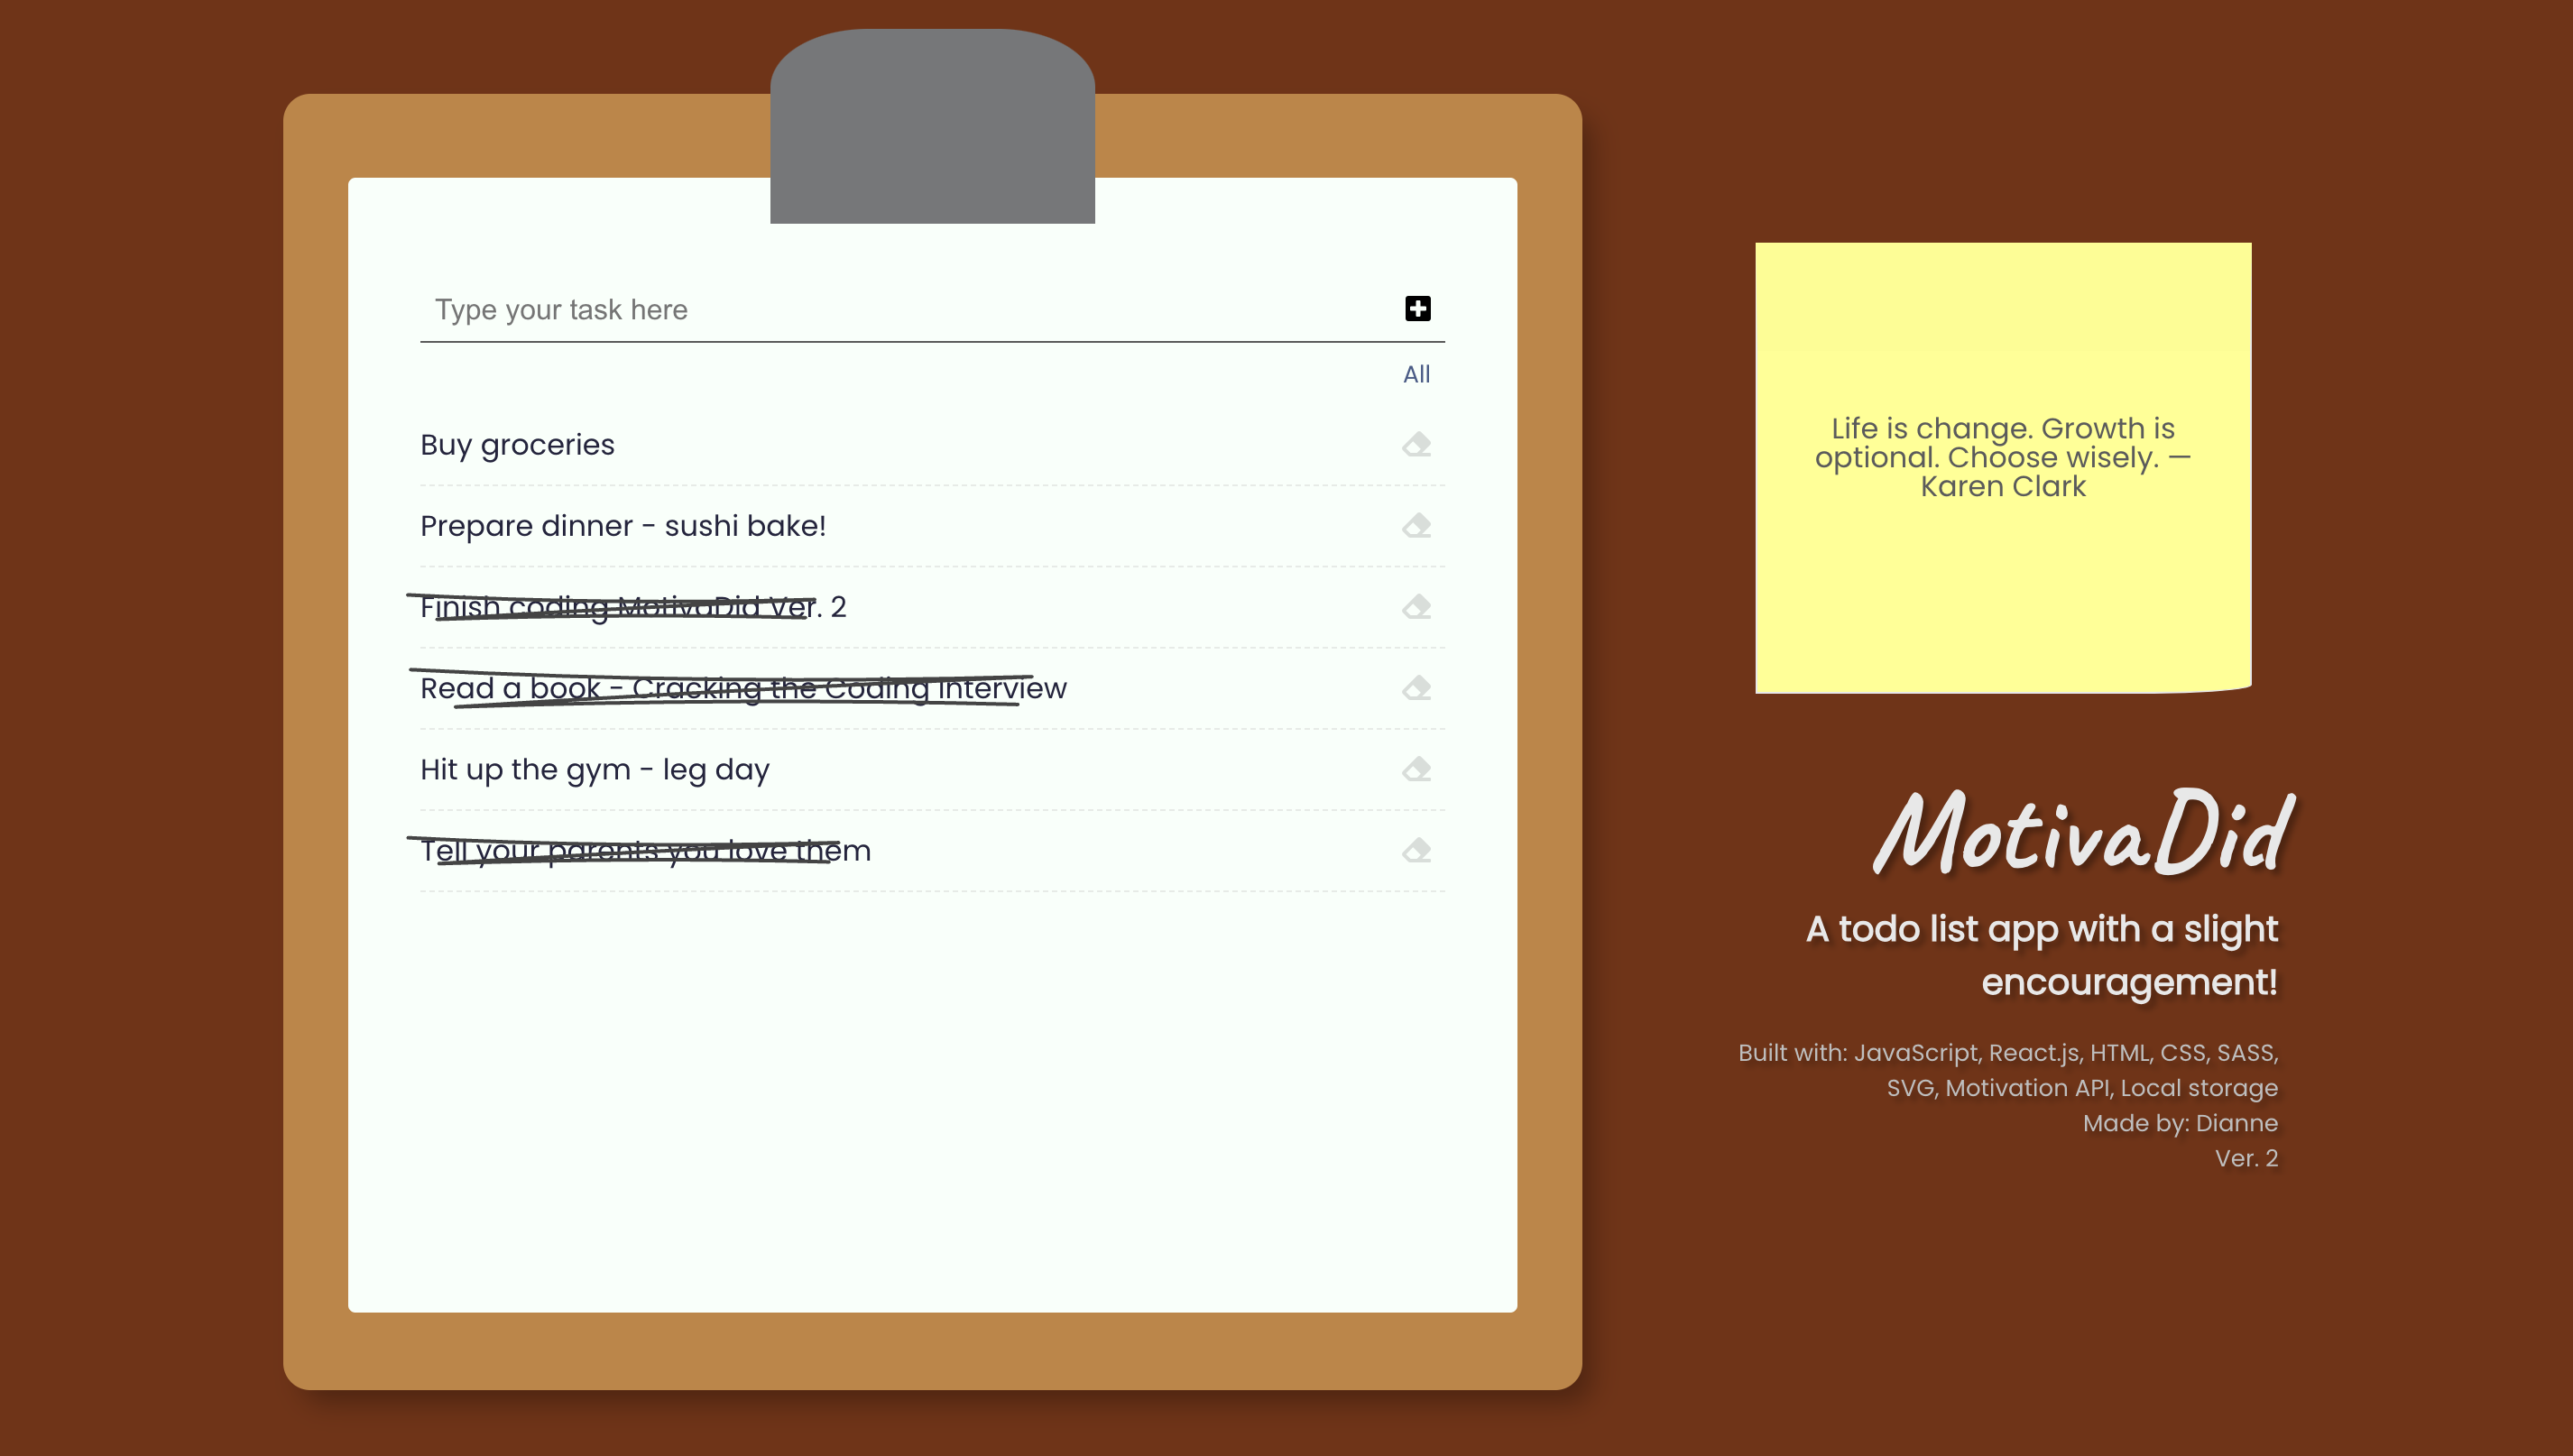 Type your task here
All
Buy groceries
Prepare dinner - sushi bake!
Finish coding MotivaDid Ver. 2
Read a book - Cracking the Coding Interview
Hit up the gym - leg day
Tell your parents you love them
Life is change. Growth is
optional. Choose wisely. —
Karen Clark
MotivaDid
A todo list app with a slight
encouragement!
Built with: JavaScript, React.js, HTML, CSS, SASS,
SVG, Motivation API, Local storage
Made by: Dianne
Ver. 2